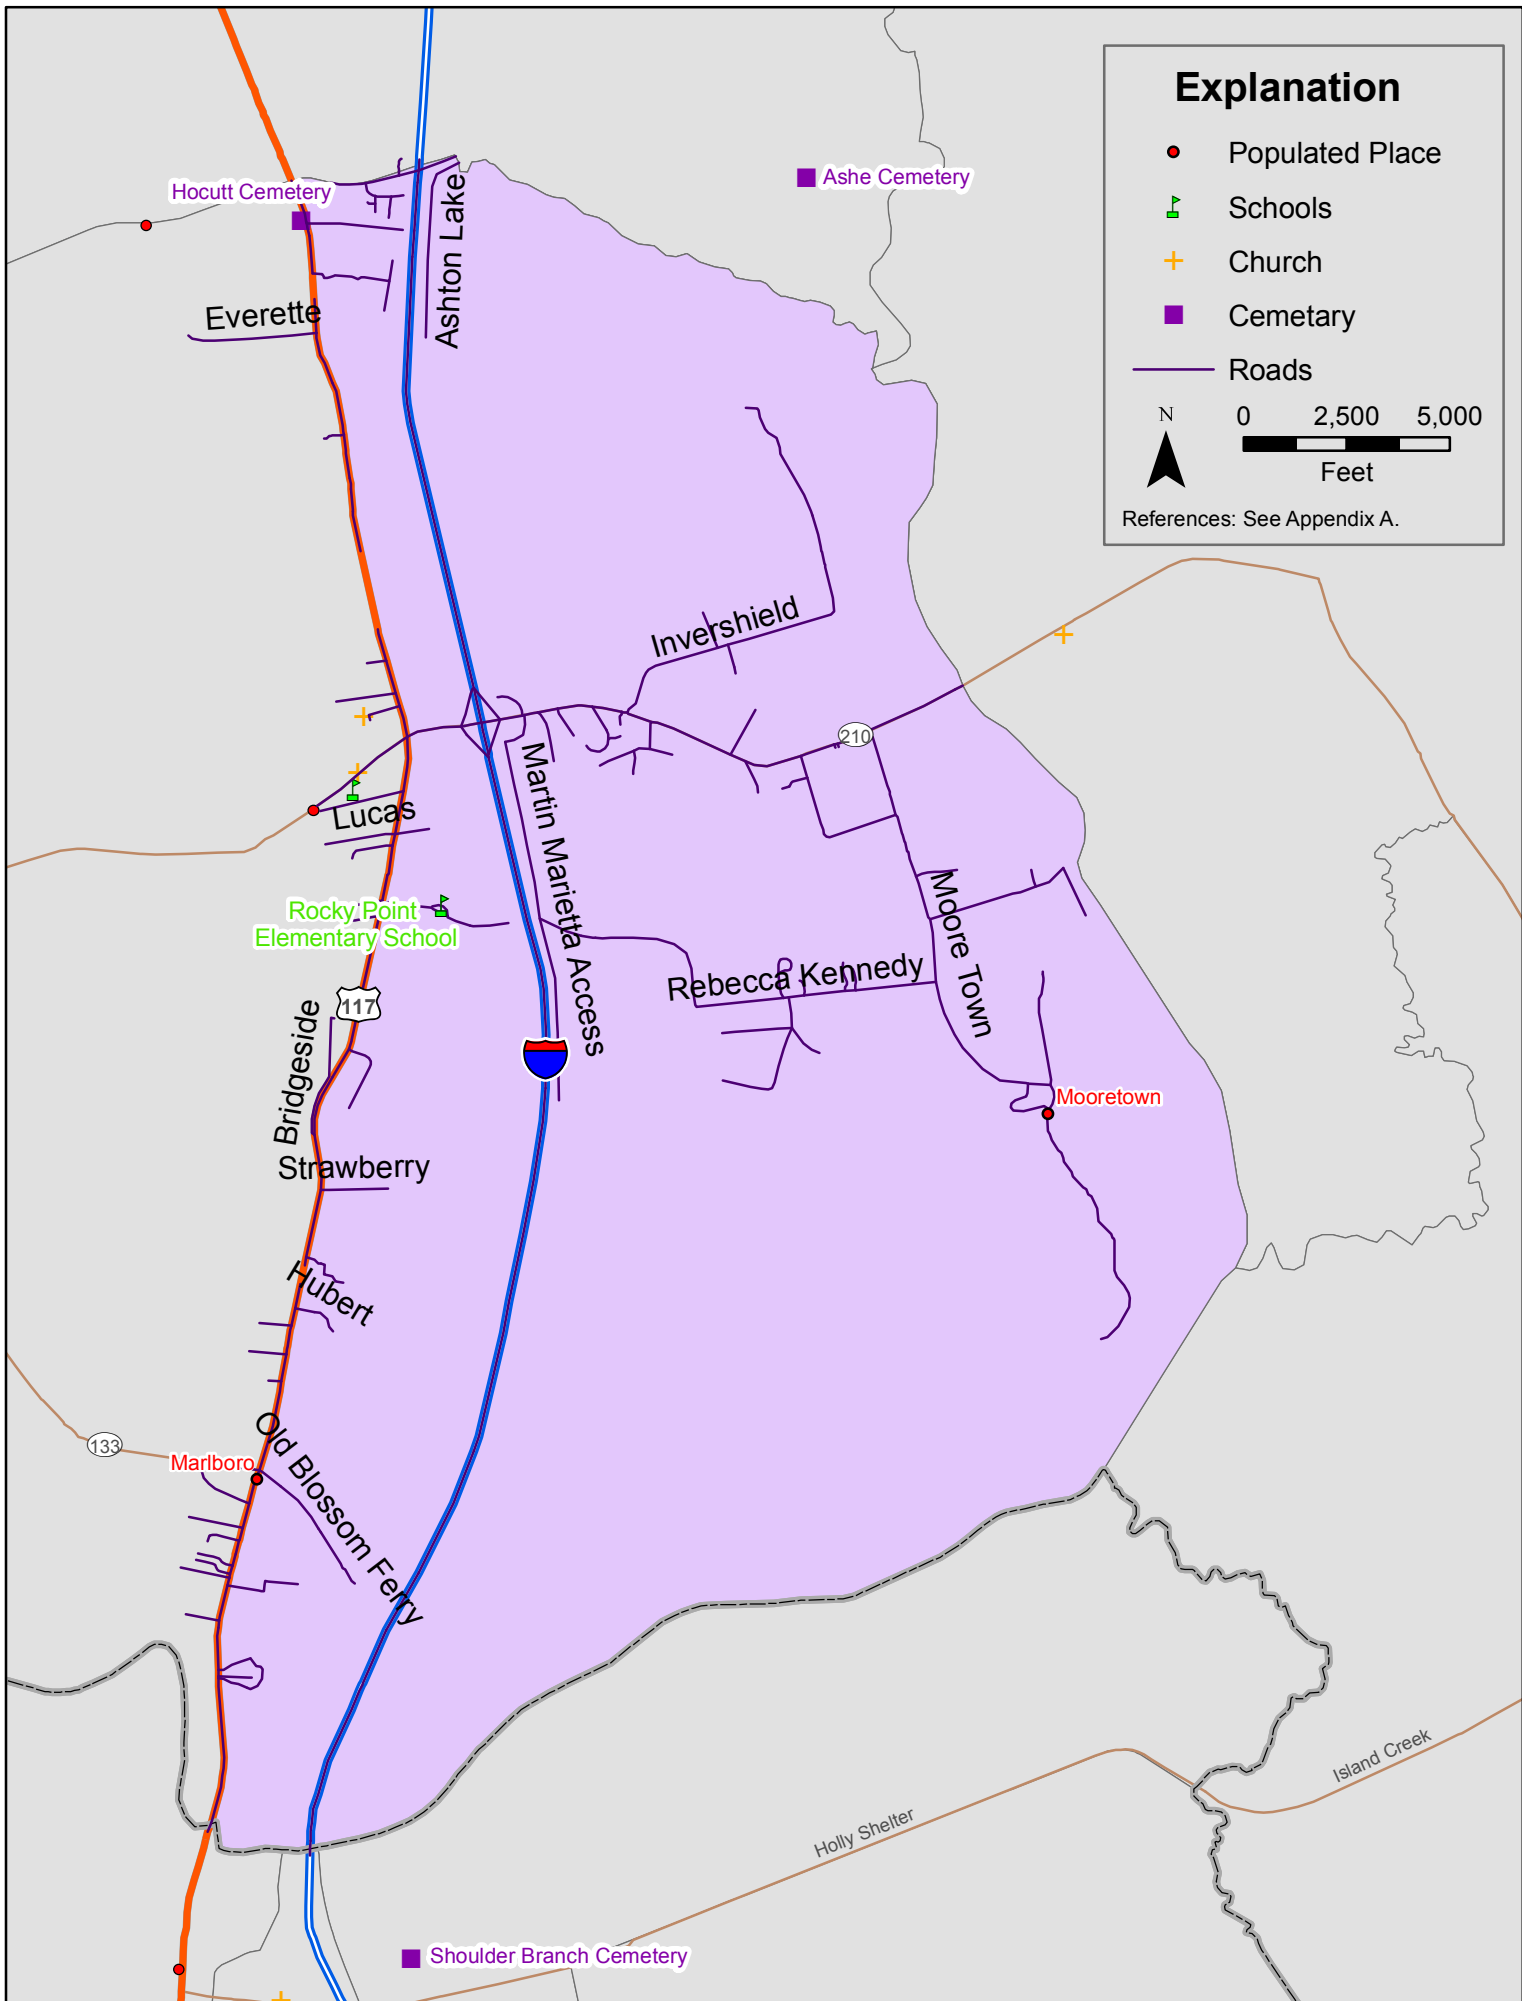 Explanation
Populated Place
Schools
Church
Cemetary
Roads
N
0 2,500 5,000
Feet
References: See Appendix A.
Hocutt Cemetery
Ashe Cemetery
Ashton Lake
Everette
Invershield
210
Martin Marietta Access
Lucas
Rocky Point
Elementary School
Moore Town
Rebecca Kennedy
117
Bridgeside
Mooretown
Strawberry
Hubert
Old Blossom Ferry
133
Marlboro
Island Creek
Holly Shelter
Shoulder Branch Cemetery